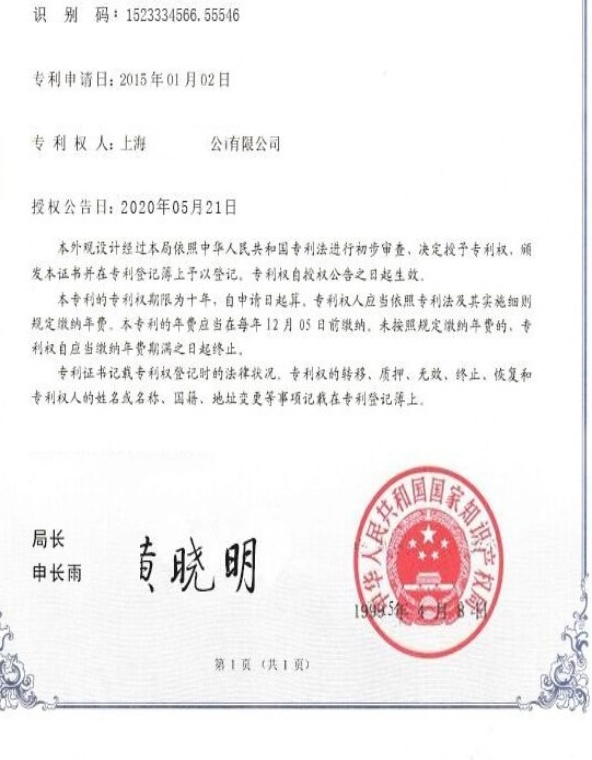 识 别 码：1523334566.55546
专利申请日：2015年01月02日
专 利 权 人：上海 公i有限公司
授权公告日：2020年05月21日
本外观设计经过本局依照中华人民共和国专利法进行初步审查、决定授予专利权，颁
发本证书并在专利登记簿上予以登记。专利权自授权公告之日起生效。
本专利的专利权期限为十年，自申请日起算。专利权人应当依照专利法及其实施细则
规定缴纳年费。本专利的年费应当在每年12月05日前缴纳。未按照规定缴纳年费的、专
利权自应当缴纳年费期满之日起终止。
专利证书记载专利权登记时的法律状况。专利权的转移、质押、无效、终止、恢复和
专利权人的姓名或名称、国籍、地址变更等事项记载在专利登记簿上。
局长
申长雨
黄晓明
中华人民共和国国家知识产权局
年 4 月 8 日
第 1 页 （共 1 页）